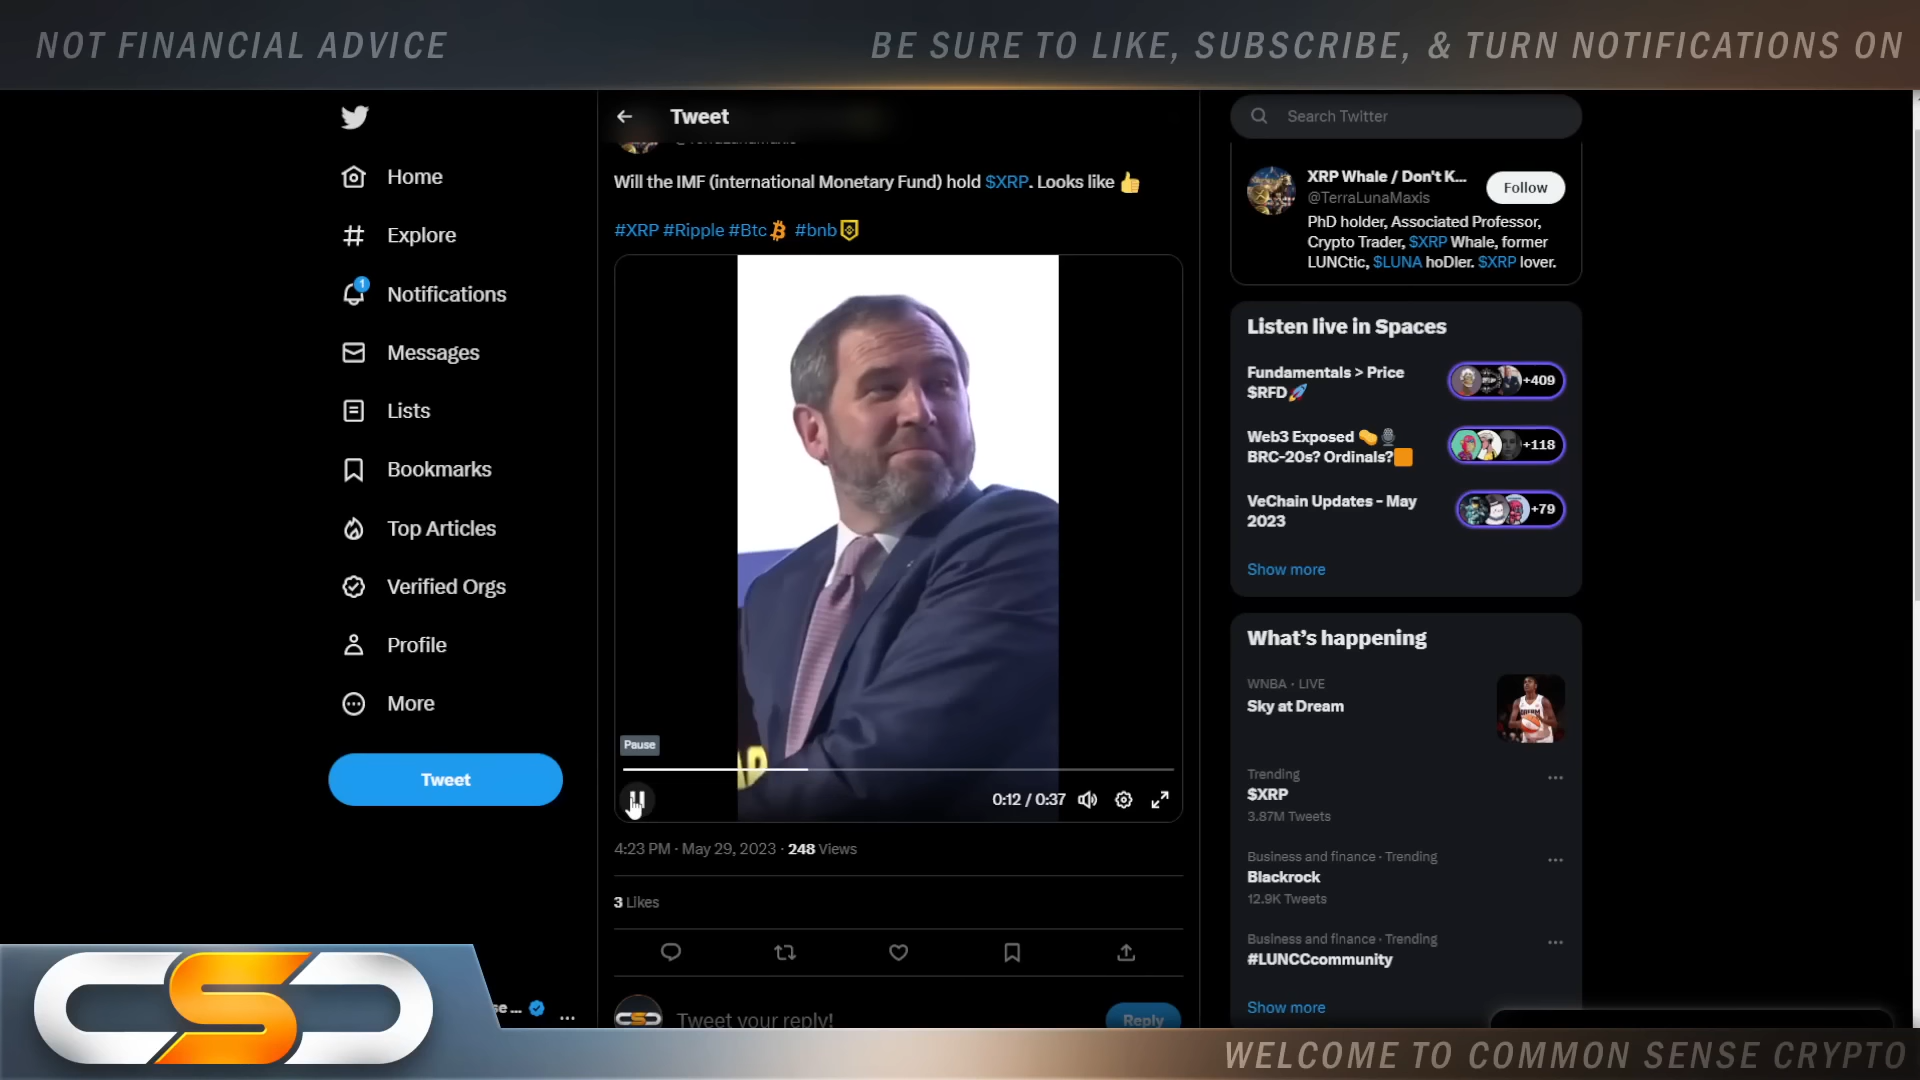 NOT FINANCIAL ADVICE
BE SURE TO LIKE, SUBSCRIBE, & TURN NOTIFICATIONS ON
Home
Explore
1
Notifications
Messages
Lists
Bookmarks
Top Articles
Verified Orgs
Profile
More
Tweet
Tweet
Will the IMF (international Monetary Fund) hold $XRP. Looks like 👍
#XRP #Ripple #Btc #bnb
Pause
0:12 / 0:37
4:23 PM · May 29, 2023 · 248 Views
3 Likes
Tweet your reply!
Reply
Search Twitter
XRP Whale / Don't K...
Follow
@TerraLunaMaxis
PhD holder, Associated Professor,
Crypto Trader, $XRP Whale, former
LUNCtic, $LUNA hoDler. $XRP lover.
Listen live in Spaces
Fundamentals > Price
$RFD🚀
+409
Web3 Exposed
BRC-20s? Ordinals?🟧
+118
VeChain Updates - May
2023
+79
Show more
What's happening
WNBA · LIVE
Sky at Dream
Trending
$XRP
3.87M Tweets
Business and finance · Trending
Blackrock
12.9K Tweets
Business and finance · Trending
#LUNCCcommunity
Show more
CSC
WELCOME TO COMMON SENSE CRYPTO